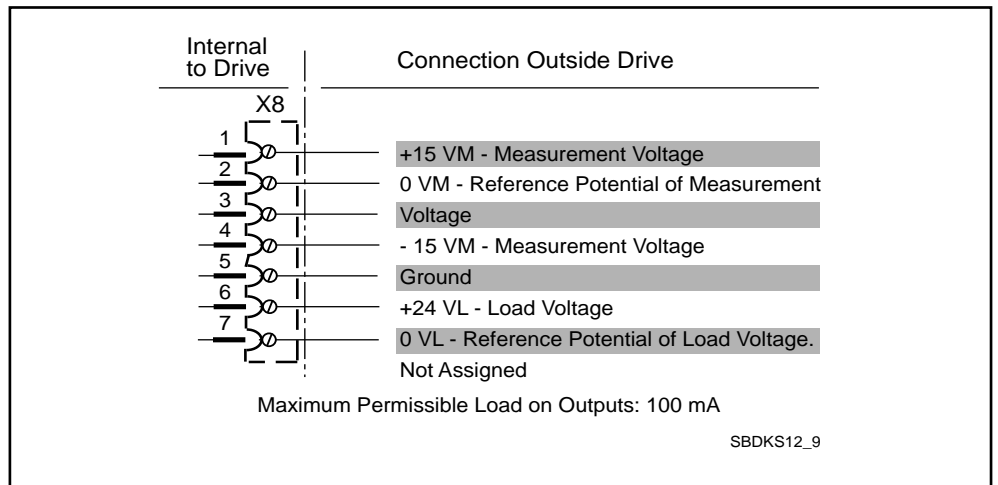 Internal
to Drive
Connection Outside Drive
X8
1
+15 VM - Measurement Voltage
2
0 VM - Reference Potential of Measurement
3
Voltage
4
- 15 VM - Measurement Voltage
5
Ground
6
+24 VL - Load Voltage
7
0 VL - Reference Potential of Load Voltage.
Not Assigned
Maximum Permissible Load on Outputs: 100 mA
SBDKS12_9